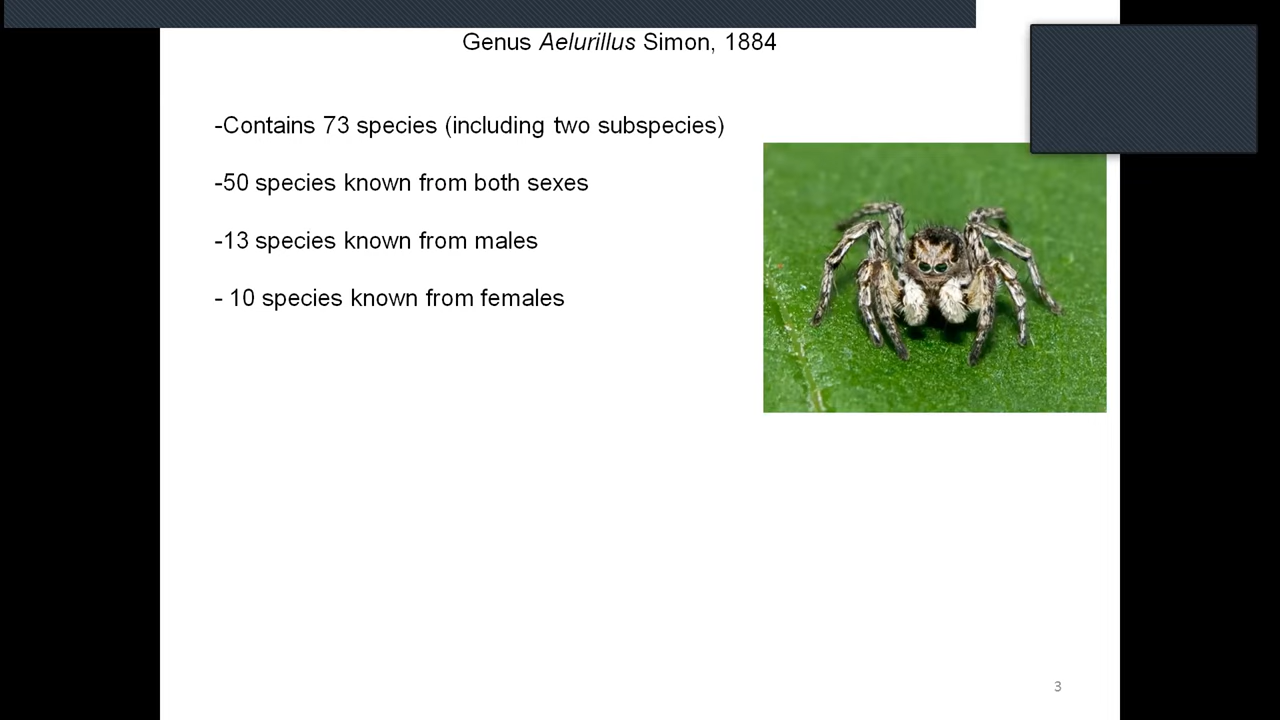 Genus Aelurillus Simon, 1884
-Contains 73 species (including two subspecies)
-50 species known from both sexes
-13 species known from males
- 10 species known from females
3